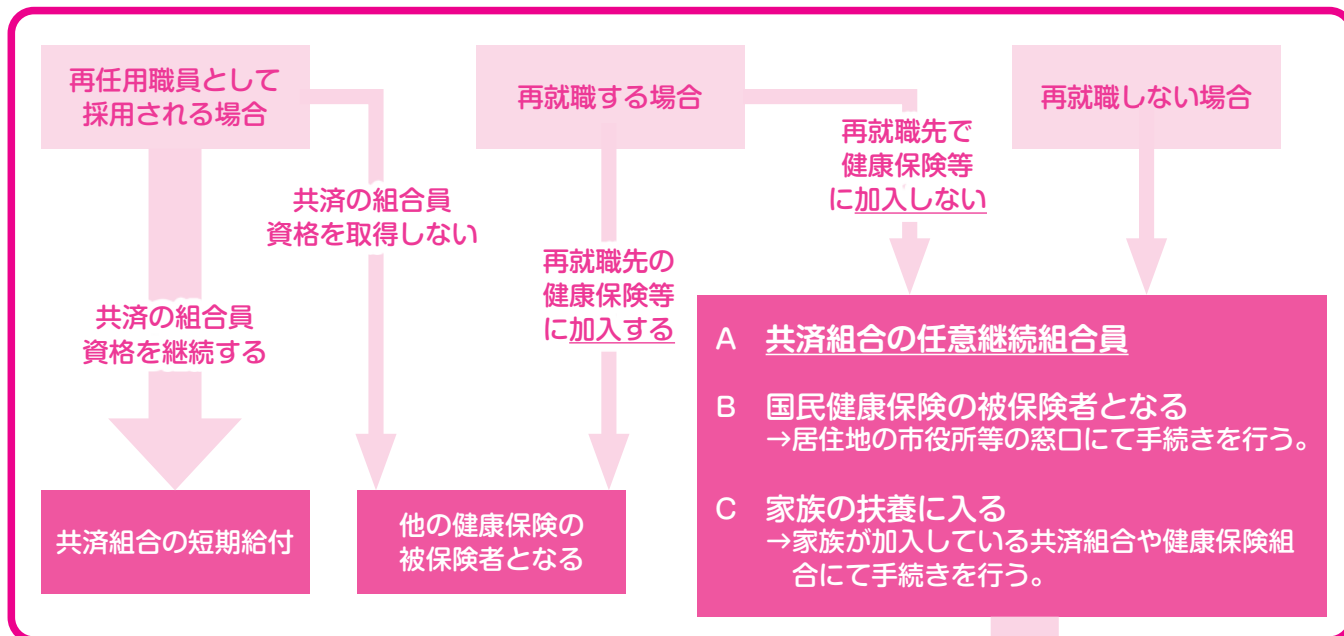 再任用職員として
採用される場合
再就職する場合
再就職しない場合
再就職先で
健康保険等
に加入しない
共済の組合員
資格を取得しない
再就職先の
健康保険等
に加入する
共済の組合員
資格を継続する
共済組合の短期給付
他の健康保険の
被保険者となる
A 共済組合の任意継続組合員
B 国民健康保険の被保険者となる
→居住地の市役所等の窓口にて手続きを行う。
C 家族の扶養に入る
→家族が加入している共済組合や健康保険組
合にて手続きを行う。